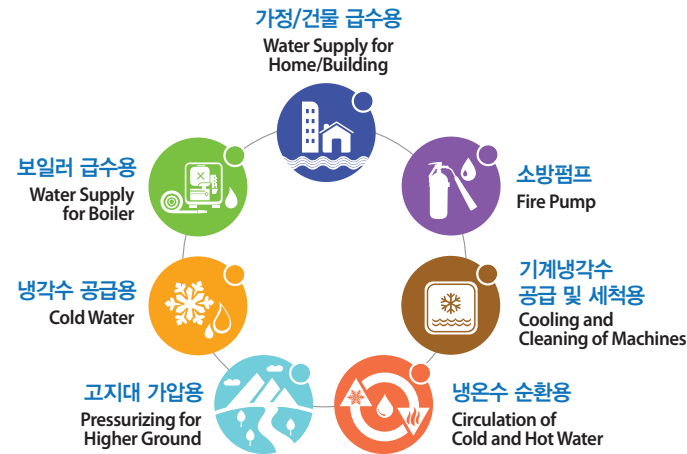 가정/건물 급수용
Water Supply for
Home/Building
보일러 급수용
Water Supply
for Boiler
소방펌프
Fire Pump
냉각수 공급용
Cold Water
기계냉각수
공급 및 세척용
Cooling and
Cleaning of Machines
고지대 가압용
Pressurizing for
Higher Ground
냉온수 순환용
Circulation of
Cold and Hot Water